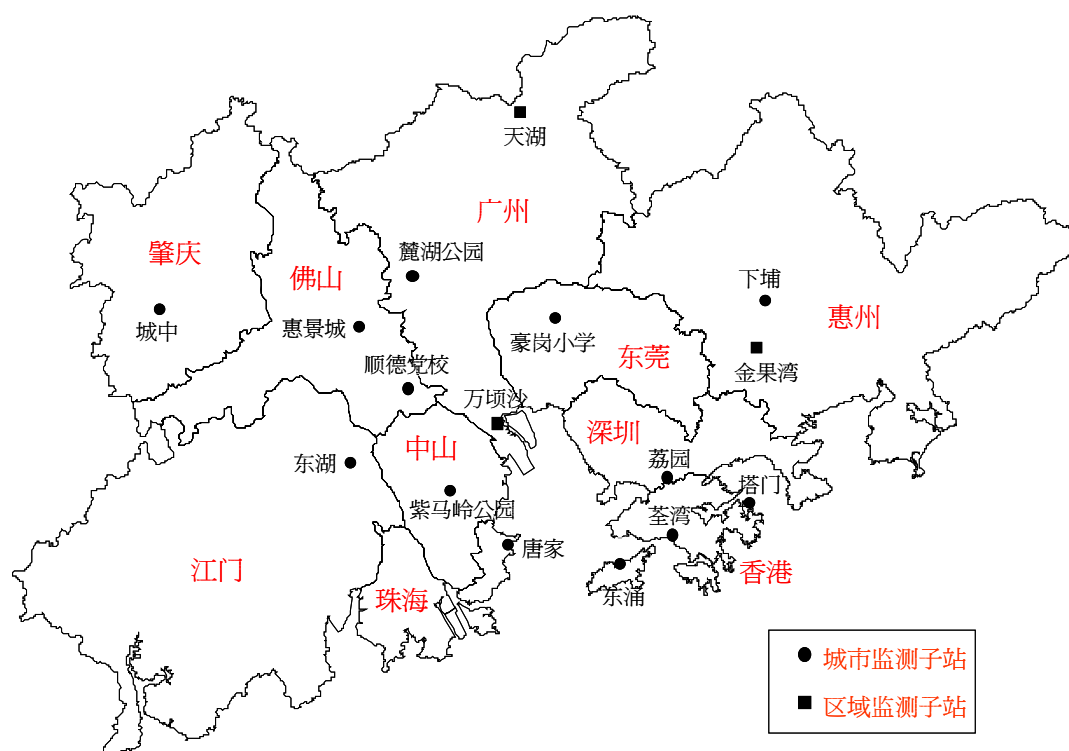 天湖
广州
肇庆
麓湖公园
佛山
下埔
惠州
城中
惠景城
豪岗小学
东莞
金果湾
顺德党校
万顷沙
深圳
中山
东湖
荔园
塔门
紫马岭公园
荃湾
唐家
江门
珠海
香港
东涌
城市监测子站
区域监测子站